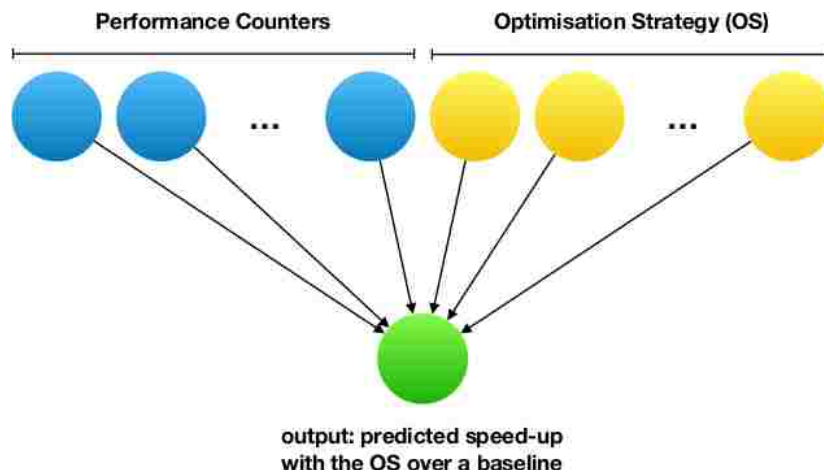 Performance Counters
Optimisation Strategy (OS)
...
...
output: predicted speed-up
with the OS over a baseline